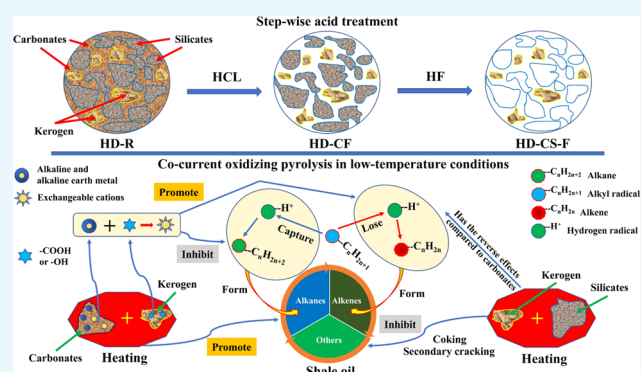 Step-wise acid treatment
Carbonates
Silicates
HCL
HF
Kerogen
HD-R
HD-CF
HD-CS-F
Co-current oxidizing pyrolysis in low-temperature conditions
Alkaline and
alkaline earth metal
Exchangeable cations
-COOH
or -OH
Promote
Inhibit
--H⁺
Capture
--CₙH₂ₙ₊₂
--CₙH₂ₙ₊₁
Lose
--H⁺
--CₙH₂ₙ
Has the reverse effects
compared to carbonates
--CₙH₂ₙ₊₂ Alkane
--CₙH₂ₙ₊₁ Alkyl radical
--CₙH₂ₙ Alkene
--H⁺ Hydrogen radical
Form
Form
Alkanes
Alkenes
Others
Kerogen
Carbonates
Heating
Promote
Inhibit
Coking
Secondary cracking
Kerogen
Silicates
Heating
Shale oil